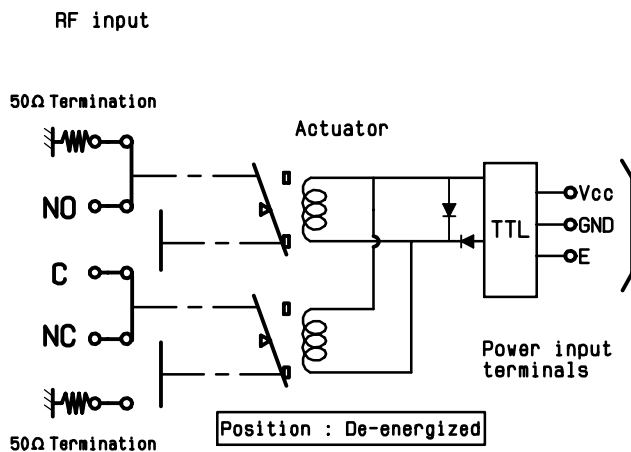 RF input
50Ω Termination
Actuator
NO
C
NC
50Ω Termination
TTL
Vcc
GND
E
Power input
terminals
Position : De-energized